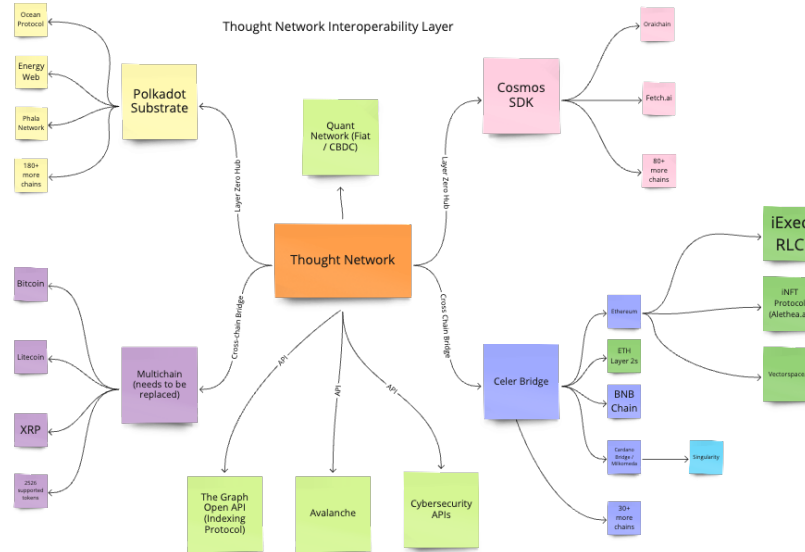 Thought Network Interoperability Layer
Ocean
Protocol
Energy
Web
Phala
Network
180+
more
chains
Polkadot
Substrate
Layer Zero Hub
Quant
Network (Fiat
/ CBDC)
Layer Zero Hub
Cosmos
SDK
Oraichain
Fetch.ai
80+
more
chains
Thought Network
Bitcoin
Litecoin
XRP
2526
supported
tokens
Multichain
(needs to be
replaced)
Cross-chain Bridge
API
API
API
The Graph
Open API
(Indexing
Protocol)
Avalanche
Cybersecurity
APIs
Cross Chain Bridge
Celer Bridge
Ethereum
ETH
Layer 2s
BNB
Chain
Cardano
Bridge /
Milkomeda
30+
more
chains
Singularity
iExec
RLC
iNFT
Protocol
(Alethea.a
Vectorspace